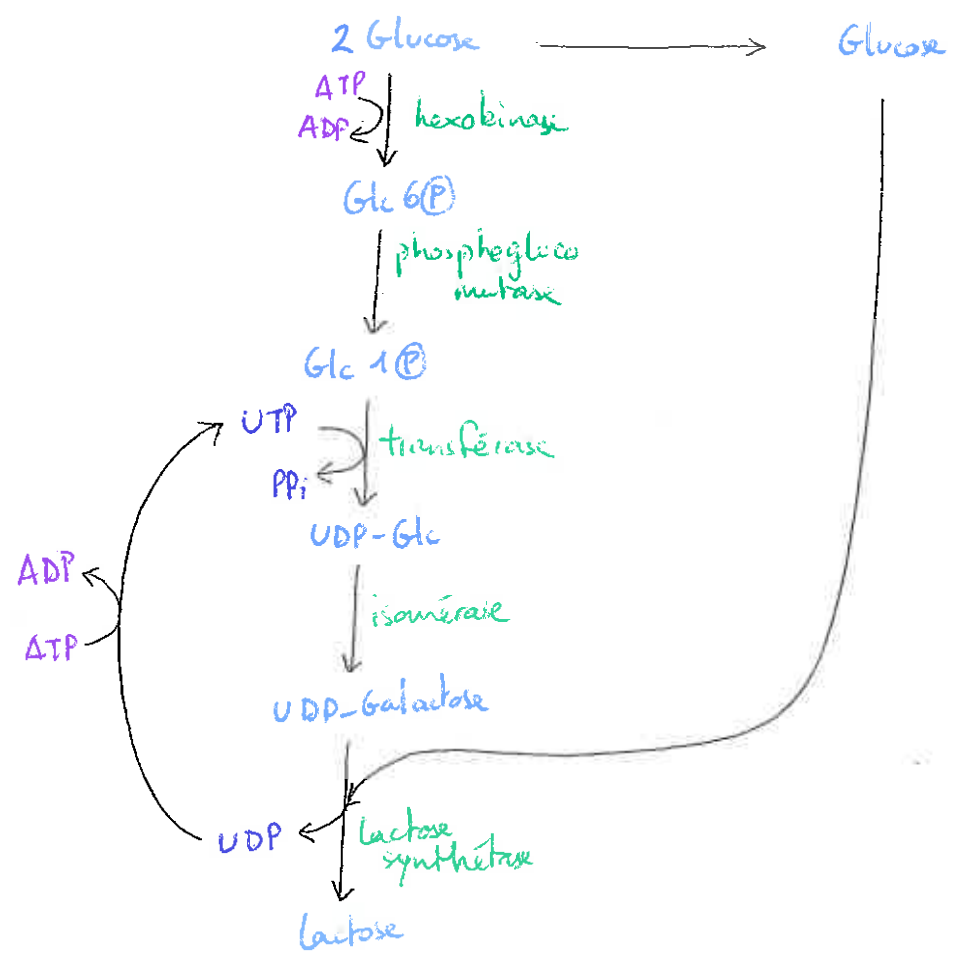 2 Glucose
Glucose
ATP
ADP
hexokinase
Glc 6 P
phosphogluco
mutase
Glc 1 P
UTP
transférase
PPi
UDP-Glc
ADP
isomérase
ATP
UDP-Galactose
UDP
Lactose
synthétase
Lactose